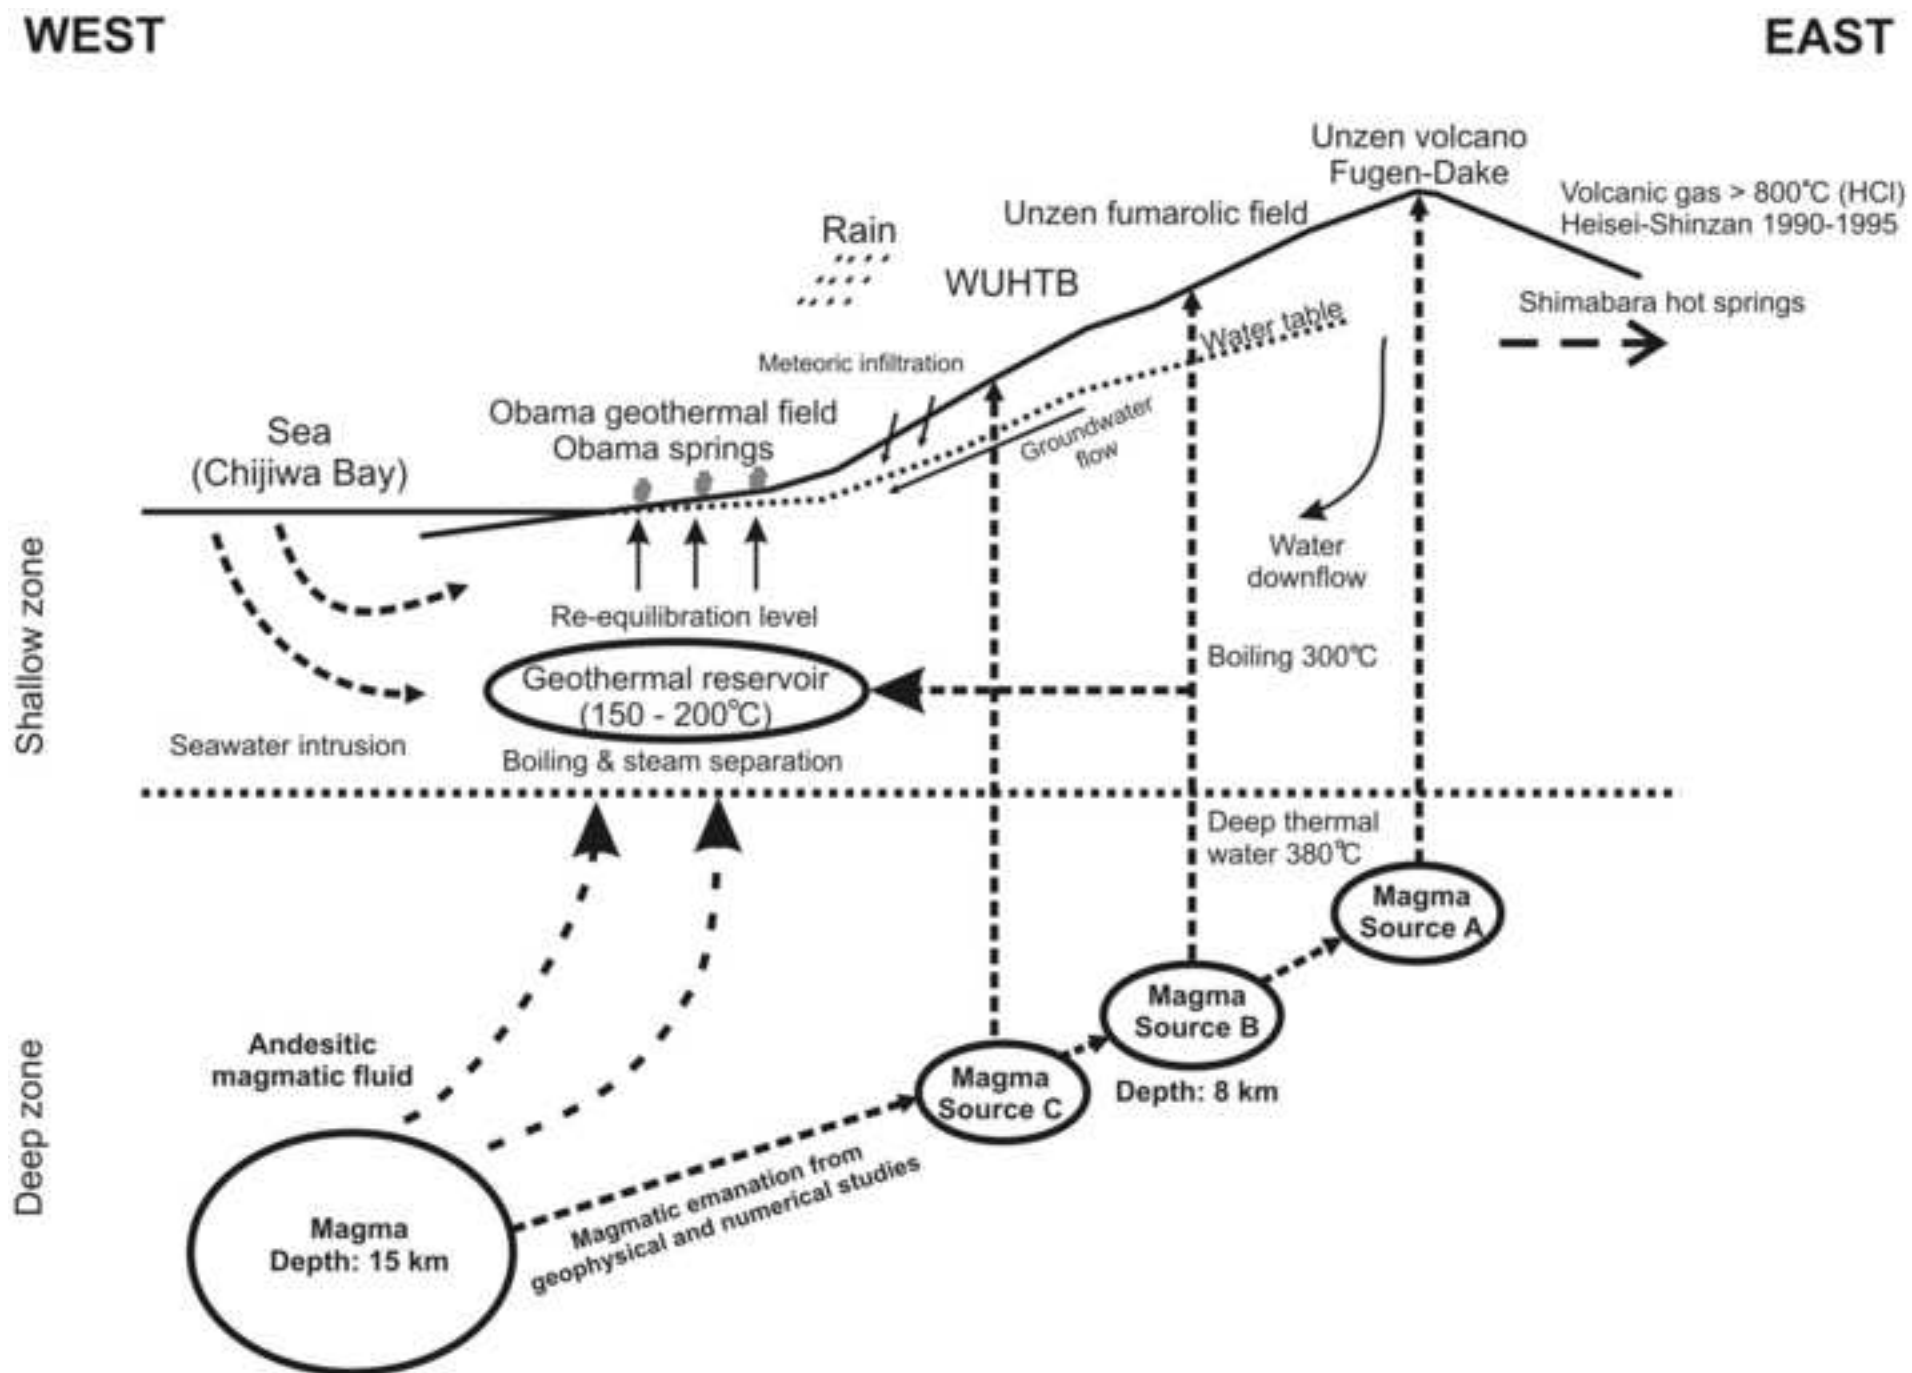 WEST
EAST
Unzen volcano
Fugen-Dake
Volcanic gas > 800°C (HCl)
Heisei-Shinzan 1990-1995
Unzen fumarolic field
Rain
WUHTB
Shimabara hot springs
Water table
Meteoric infiltration
Obama geothermal field
Obama springs
Sea
(Chijiwa Bay)
Groundwater
flow
Water
downflow
Shallow zone
Re-equilibration level
Boiling 300°C
Geothermal reservoir
(150 - 200°C)
Seawater intrusion
Boiling & steam separation
Deep thermal
water 380°C
Magma
Source A
Magma
Source B
Depth: 8 km
Magma
Source C
Andesitic
magmatic fluid
Deep zone
Magmatic emanation from
geophysical and numerical studies
Magma
Depth: 15 km